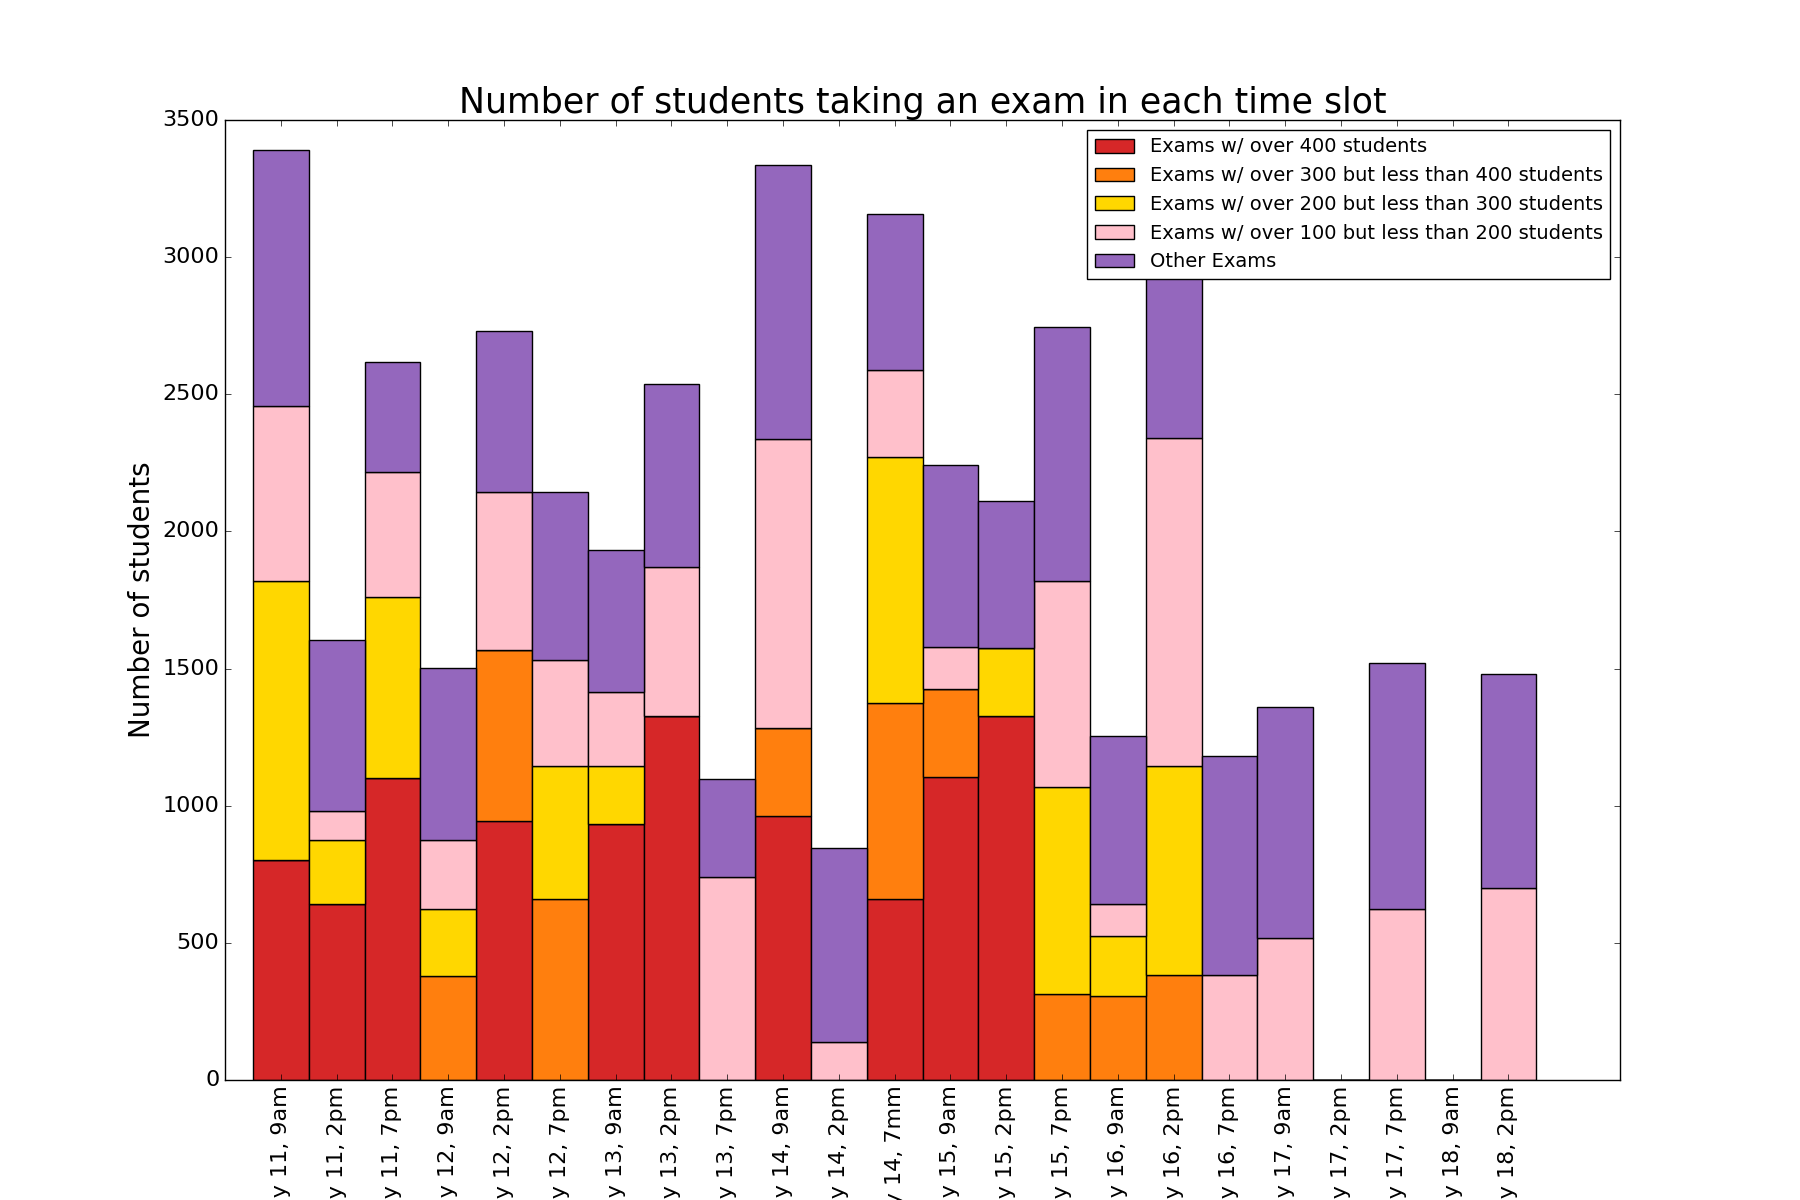 Number of students taking an exam in each time slot
Exams w/ over 400 students
Exams w/ over 300 but less than 400 students
Exams w/ over 200 but less than 300 students
Exams w/ over 100 but less than 200 students
Other Exams
Number of students
3500
3000
2500
2000
1500
1000
500
0
y 11, 9am
y 11, 2pm
y 11, 7pm
y 12, 9am
y 12, 2pm
y 12, 7pm
y 13, 9am
y 13, 2pm
y 13, 7pm
y 14, 9am
y 14, 2pm
y 14, 7mm
y 15, 9am
y 15, 2pm
y 15, 7pm
y 16, 9am
y 16, 2pm
y 16, 7pm
y 17, 9am
y 17, 2pm
y 17, 7pm
y 18, 9am
y 18, 2pm